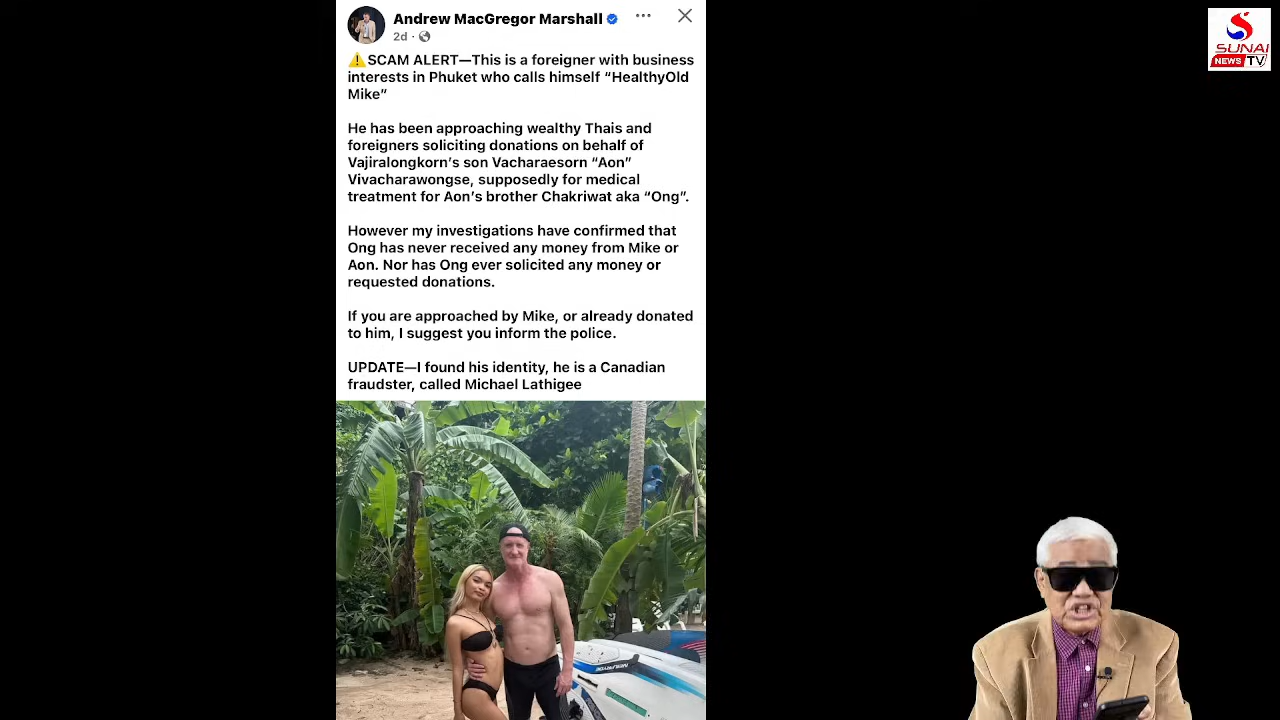 Andrew MacGregor Marshall
2d
⚠️SCAM ALERT—This is a foreigner with business
interests in Phuket who calls himself “HealthyOld
Mike”
He has been approaching wealthy Thais and
foreigners soliciting donations on behalf of
Vajiralongkorn’s son Vacharaesorn “Aon”
Vivacharawongse, supposedly for medical
treatment for Aon’s brother Chakriwat aka “Ong”.
However my investigations have confirmed that
Ong has never received any money from Mike or
Aon. Nor has Ong ever solicited any money or
requested donations.
If you are approached by Mike, or already donated
to him, I suggest you inform the police.
UPDATE—I found his identity, he is a Canadian
fraudster, called Michael Lathigee
SUNAI
NEWS TV